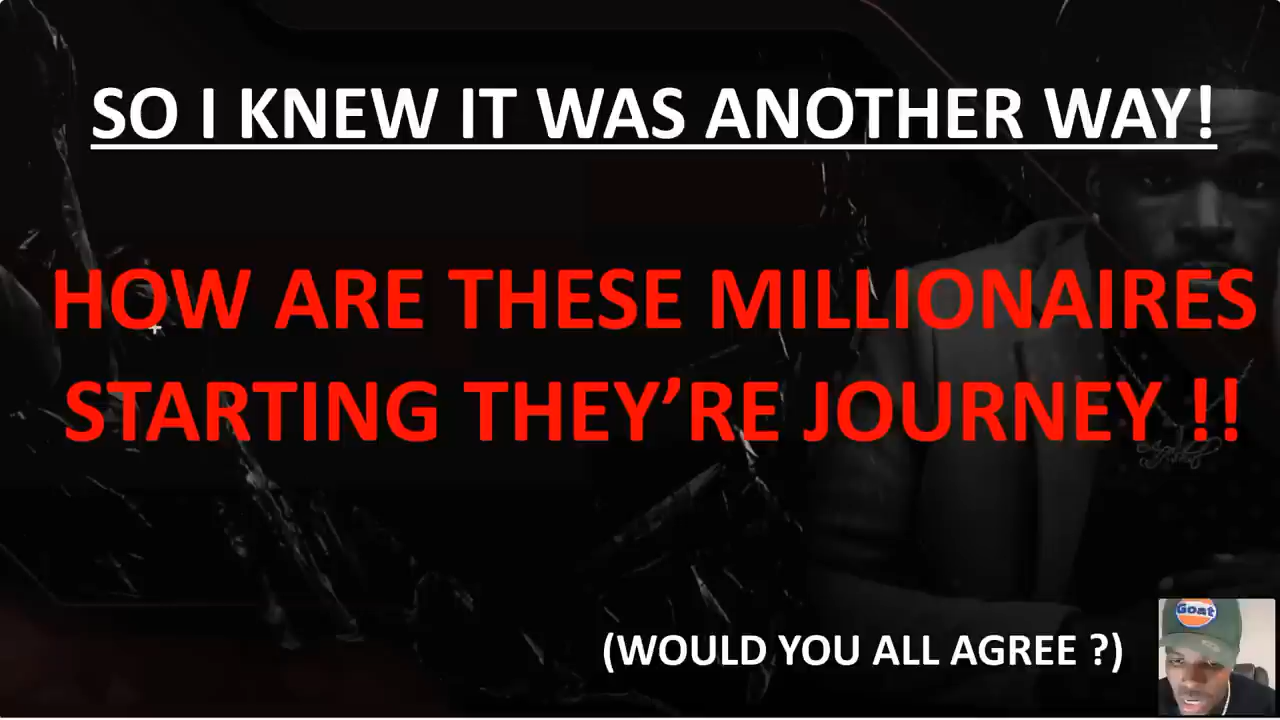 SO I KNEW IT WAS ANOTHER WAY!
HOW ARE THESE MILLIONAIRES
STARTING THEY'RE JOURNEY !!
(WOULD YOU ALL AGREE ?)
Goat